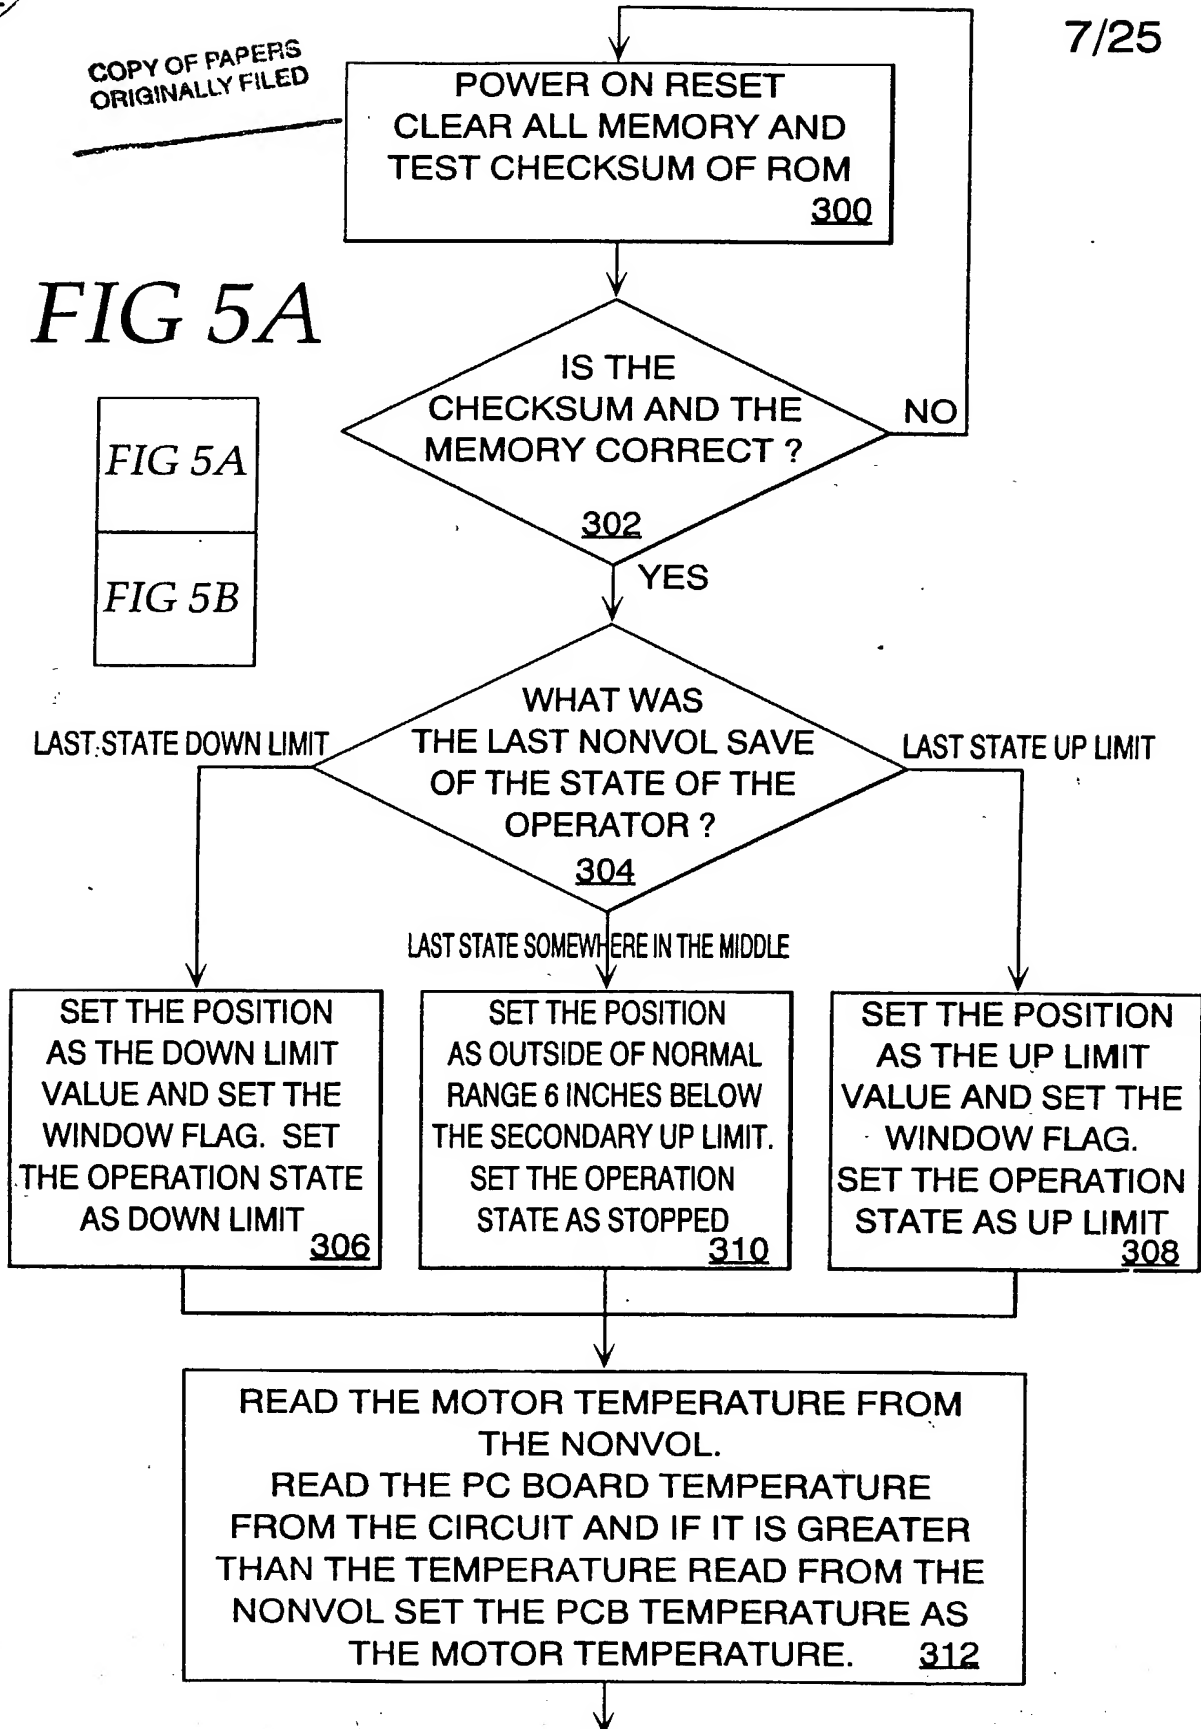 7/25
COPY OF PAPERS
ORIGINALLY FILED
POWER ON RESET
CLEAR ALL MEMORY AND
TEST CHECKSUM OF ROM
300
FIG 5A
IS THE
CHECKSUM AND THE
MEMORY CORRECT ?
302
NO
YES
FIG 5A
FIG 5B
WHAT WAS
THE LAST NONVOL SAVE
OF THE STATE OF THE
OPERATOR ?
304
LAST STATE DOWN LIMIT
LAST STATE UP LIMIT
LAST STATE SOMEWHERE IN THE MIDDLE
SET THE POSITION
AS THE DOWN LIMIT
VALUE AND SET THE
WINDOW FLAG. SET
THE OPERATION STATE
AS DOWN LIMIT
306
SET THE POSITION
AS OUTSIDE OF NORMAL
RANGE 6 INCHES BELOW
THE SECONDARY UP LIMIT.
SET THE OPERATION
STATE AS STOPPED
310
SET THE POSITION
AS THE UP LIMIT
VALUE AND SET THE
WINDOW FLAG.
SET THE OPERATION
STATE AS UP LIMIT
308
READ THE MOTOR TEMPERATURE FROM
THE NONVOL.
READ THE PC BOARD TEMPERATURE
FROM THE CIRCUIT AND IF IT IS GREATER
THAN THE TEMPERATURE READ FROM THE
NONVOL SET THE PCB TEMPERATURE AS
THE MOTOR TEMPERATURE.
312